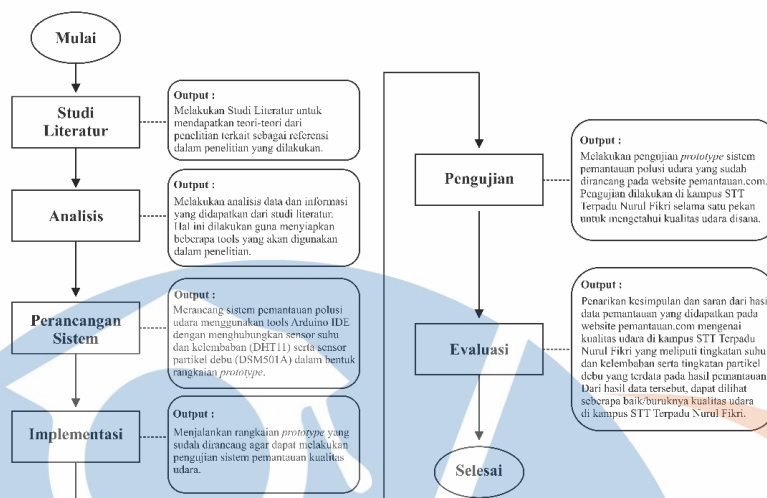 Mulai
Studi
Literatur
Output :
Melakukan Studi Literatur untuk
mendapatkan teori-teori dari
penelitian terkait sebagai referensi
dalam penelitian yang dilakukan.
Analisis
Output :
Melakukan analisis data dan informasi
yang didapatkan dari studi literatur.
Hal ini dilakukan guna menyiapkan
beberapa tools yang akan digunakan
dalam penelitian.
Perancangan
Sistem
Output :
Merancang sistem pemantauan polusi
udara menggunakan tools Arduino IDE
dengan menghubungkan sensor suhu
dan kelembaban (DHT11) serta sensor
partikel debu (DSM501A) dalam bentuk
rangkaian prototype.
Implementasi
Output :
Menjalankan rangkaian prototype yang
sudah dirancang agar dapat melakukan
pengujian sistem pemantauan kualitas
udara.
Pengujian
Output :
Melakukan pengujian prototype sistem
pemantauan polusi udara yang sudah
dirancang pada website pemantauan.com.
Pengujian dilakukan di kampus STT
Terpadu Nurul Fikri selama satu pekan
untuk mengetahui kualitas udara disana.
Evaluasi
Output :
Penarikan kesimpulan dan saran dari hasi
data pemantauan yang didapatkan pada
website pemantauan.com mengenai
kualitas udara di kampus STT Terpadu
Nurul Fikri yang meliputi tingkatan suhu
dan kelembaban serta tingkatan partikel
debu yang terdata pada hasil pemantauan
Dari hasil data tersebut, dapat dilihat
seberapa baik/buruknya kualitas udara
di kampus STT Terpadu Nurul Fikri.
Selesai